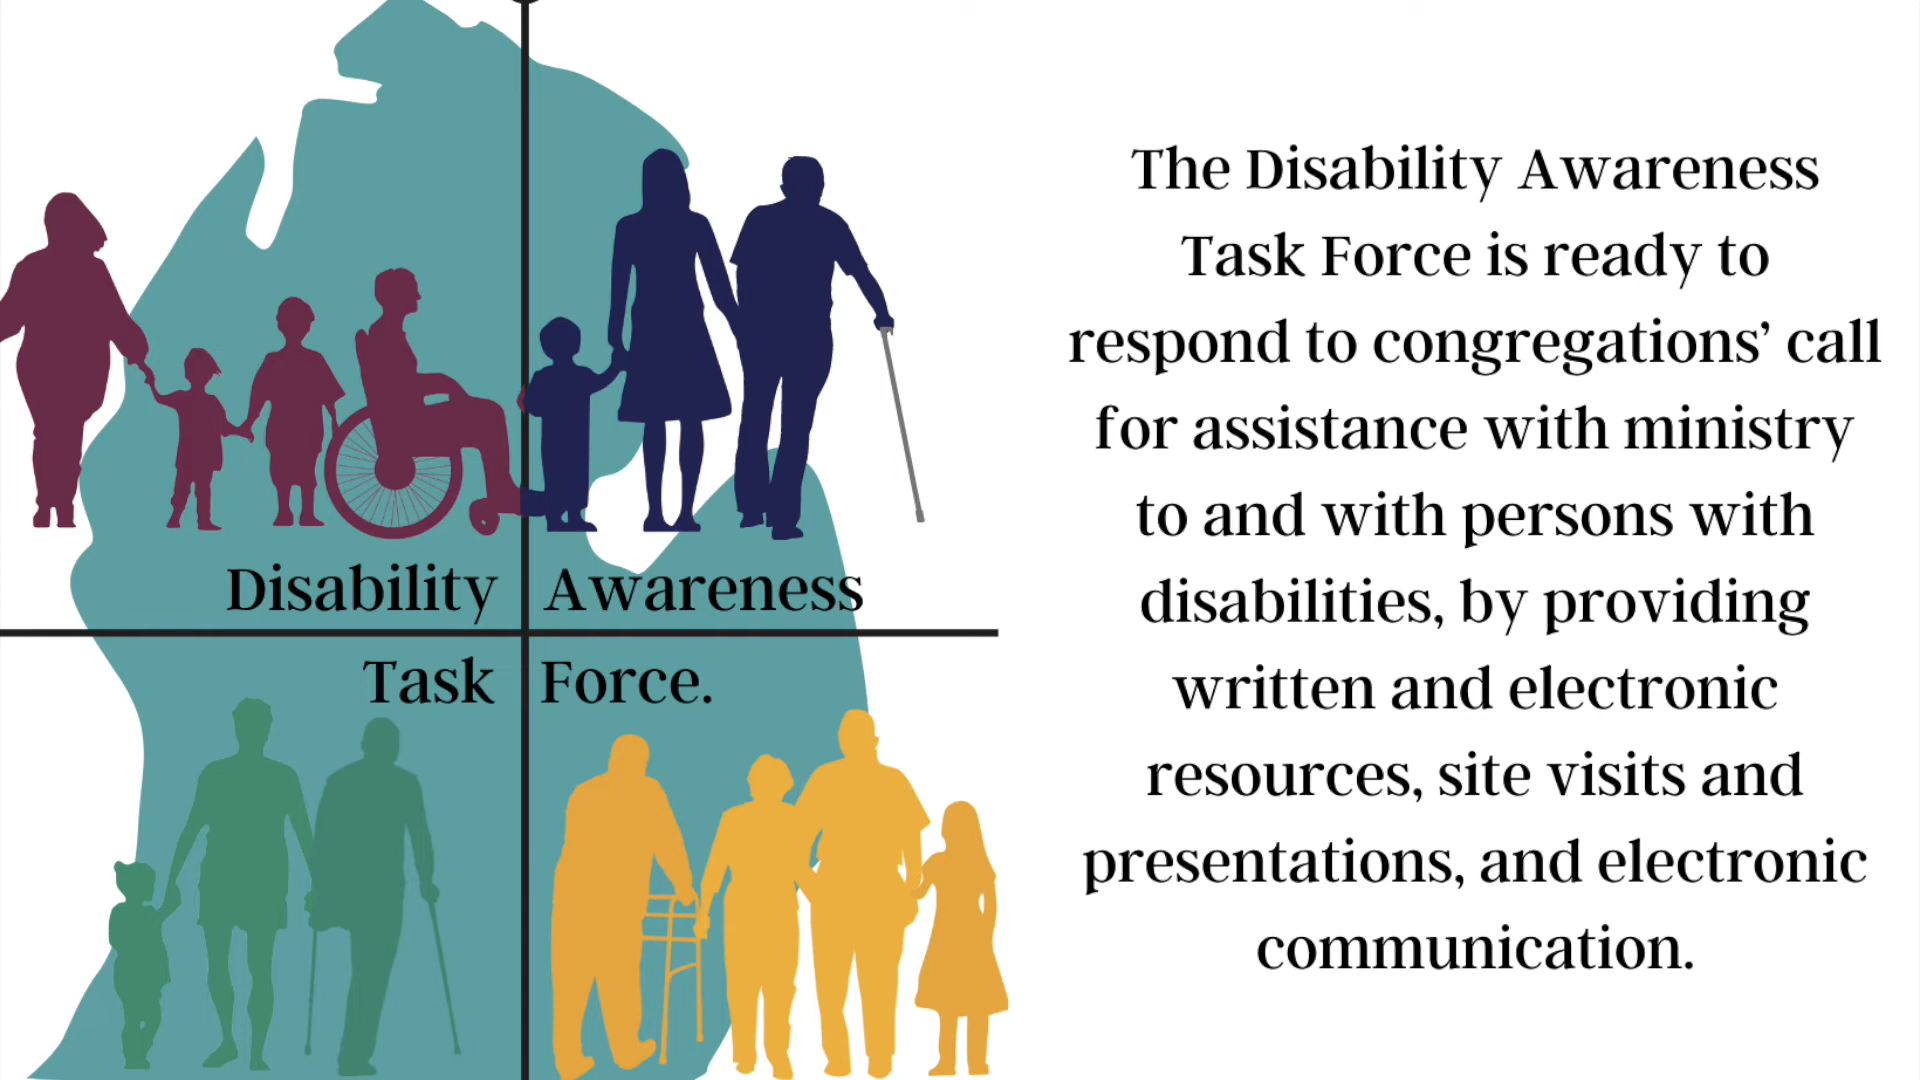 Disability Awareness
Task Force.
The Disability Awareness
Task Force is ready to
respond to congregations’ call
for assistance with ministry
to and with persons with
disabilities, by providing
written and electronic
resources, site visits and
presentations, and electronic
communication.